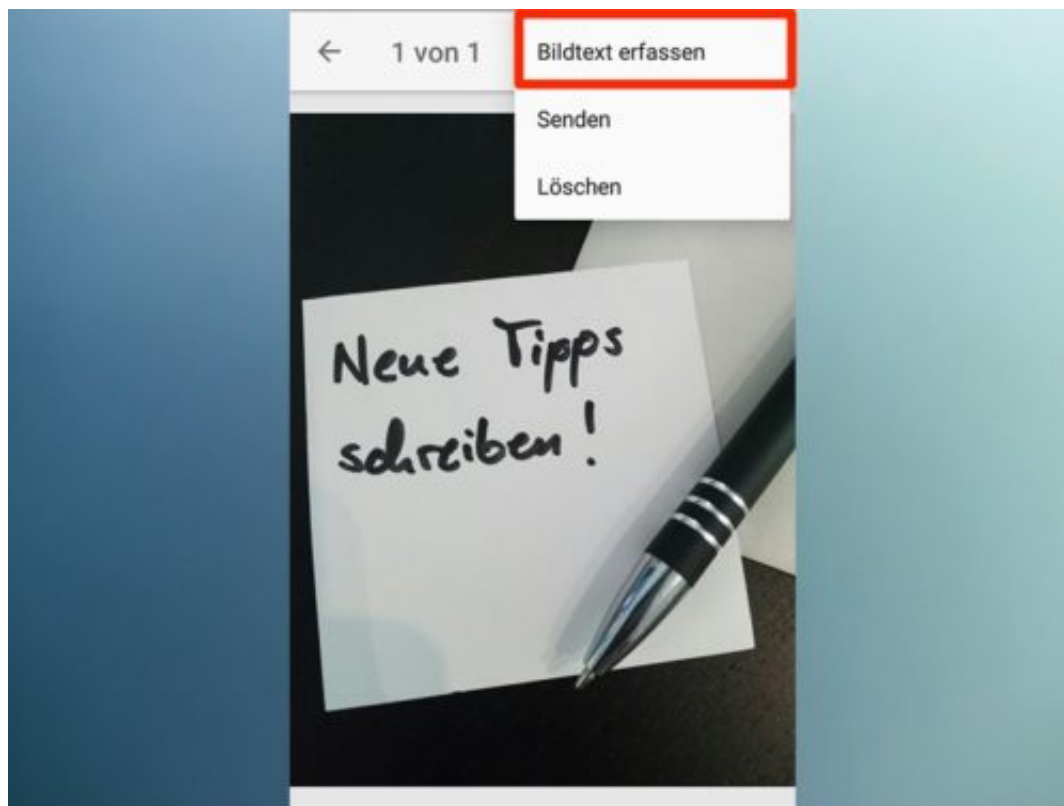 1 von 1
Bildtext erfassen
Senden
Löschen
Neue Tipps
schreiben!